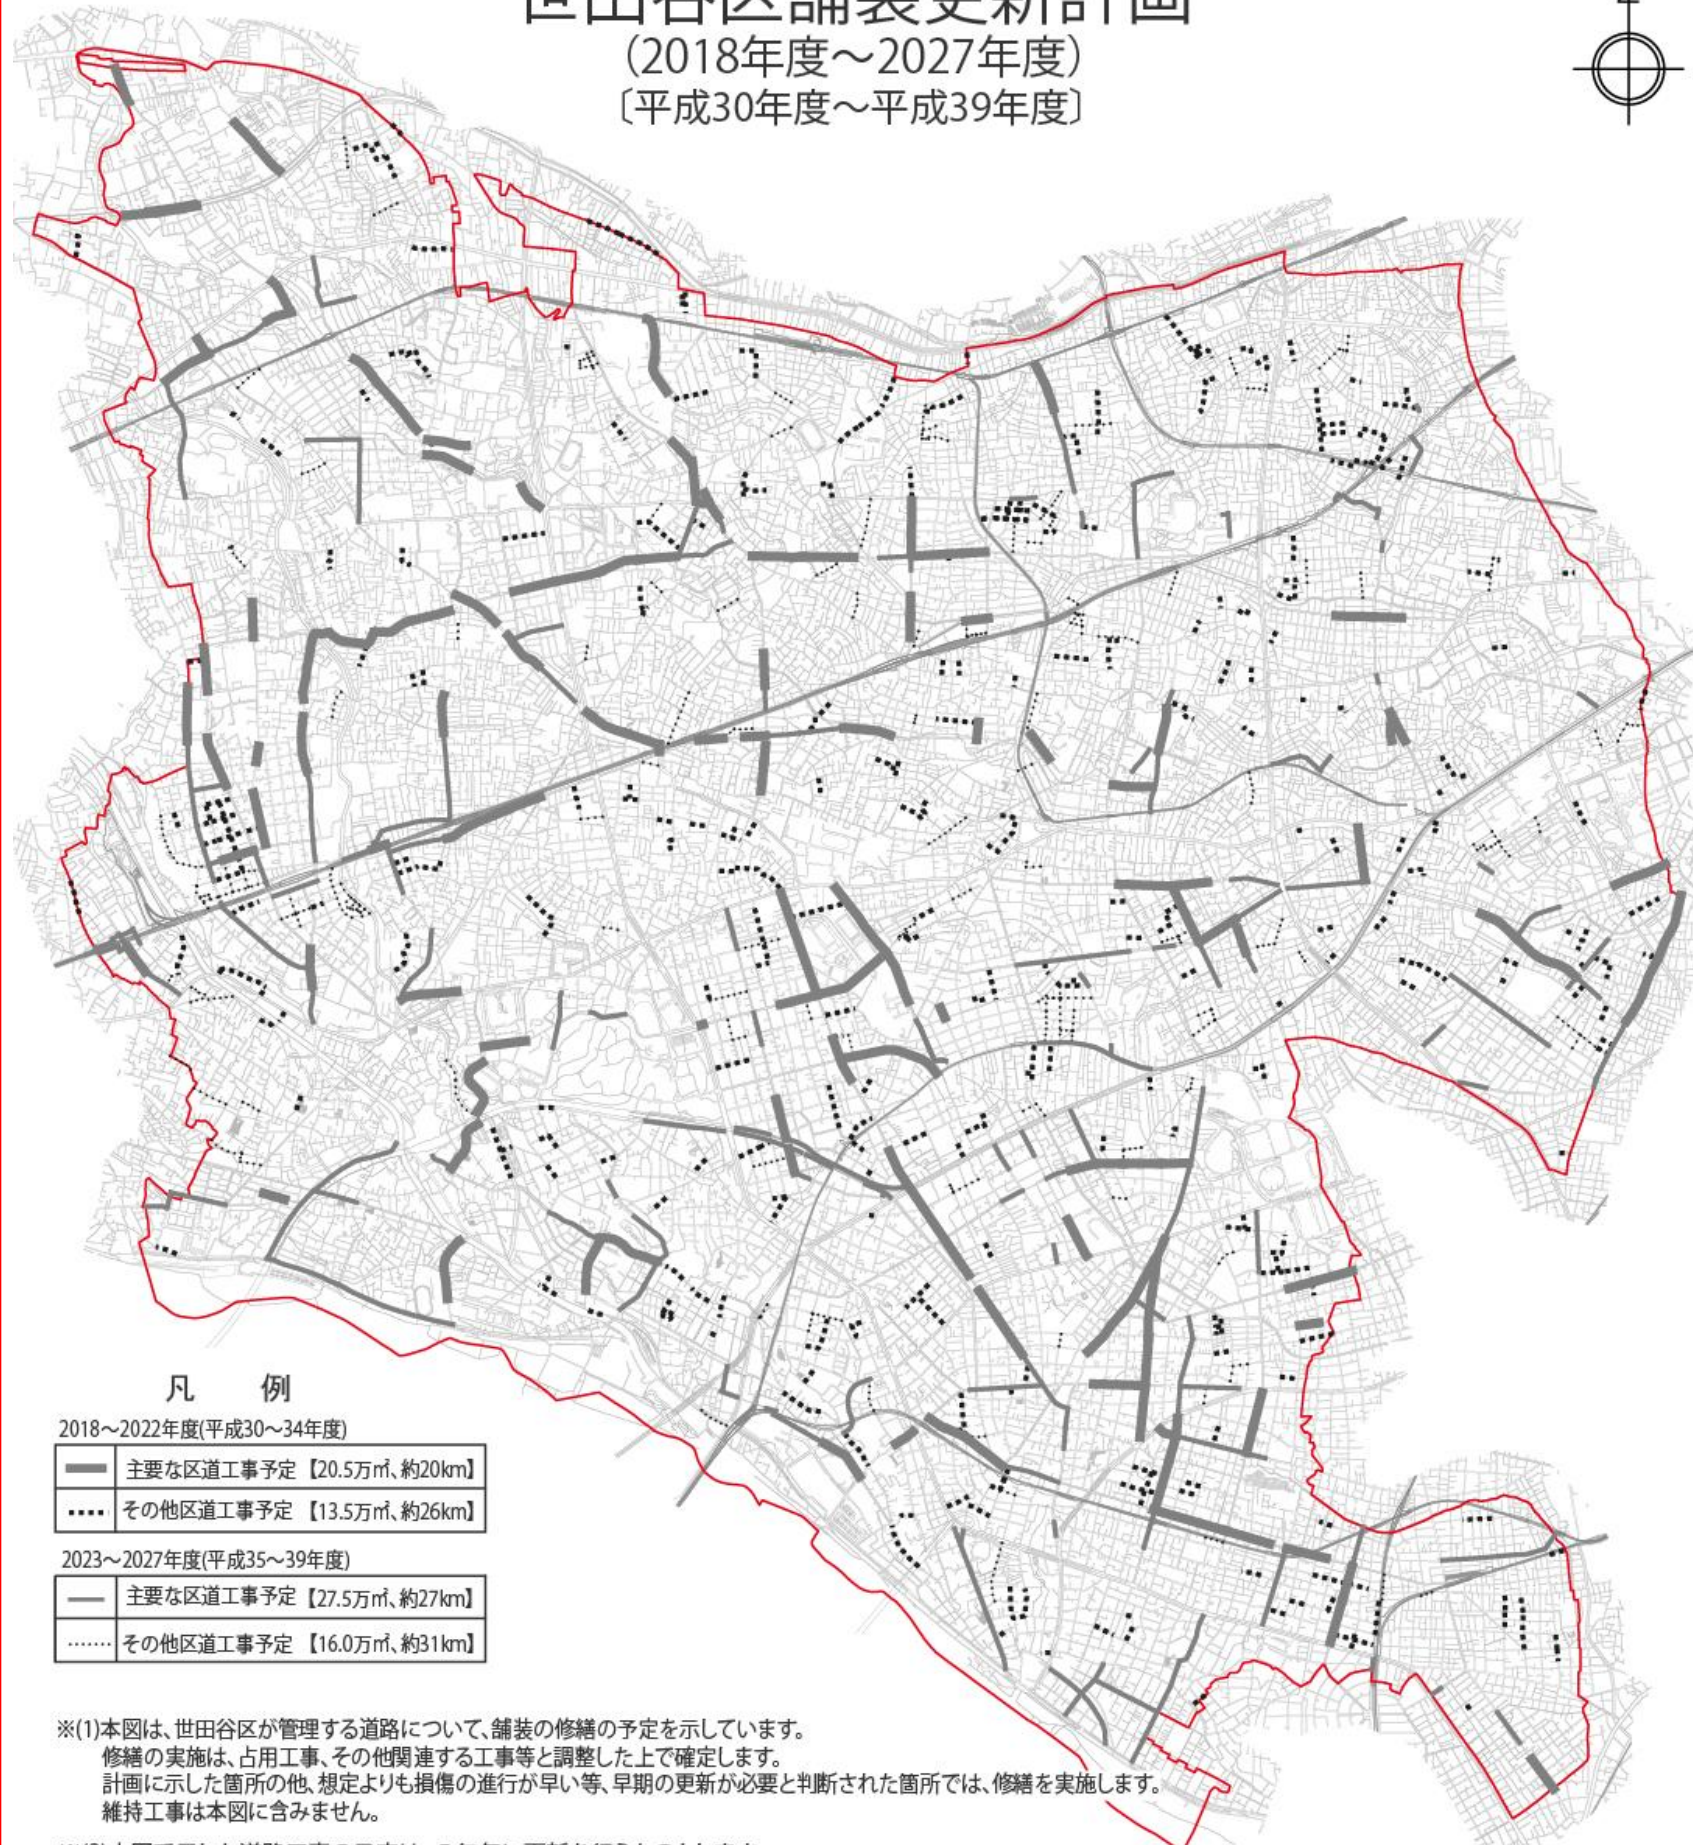 世田谷区舗装更新計画
（2018年度～2027年度）
〔平成30年度～平成39年度〕
凡　例
2018～2022年度(平成30～34年度)
主要な区道工事予定 【20.5万㎡、約20km】
その他区道工事予定 【13.5万㎡、約26km】
2023～2027年度(平成35～39年度)
主要な区道工事予定 【27.5万㎡、約27km】
その他区道工事予定 【16.0万㎡、約31km】
※(1)本図は、世田谷区が管理する道路について、舗装の修繕の予定を示しています。
修繕の実施は、占用工事、その他関連する工事等と調整した上で確定します。
計画に示した箇所の他、想定よりも損傷の進行が早い等、早期の更新が必要と判断された箇所では、修繕を実施します。
維持工事は本図に含みません。